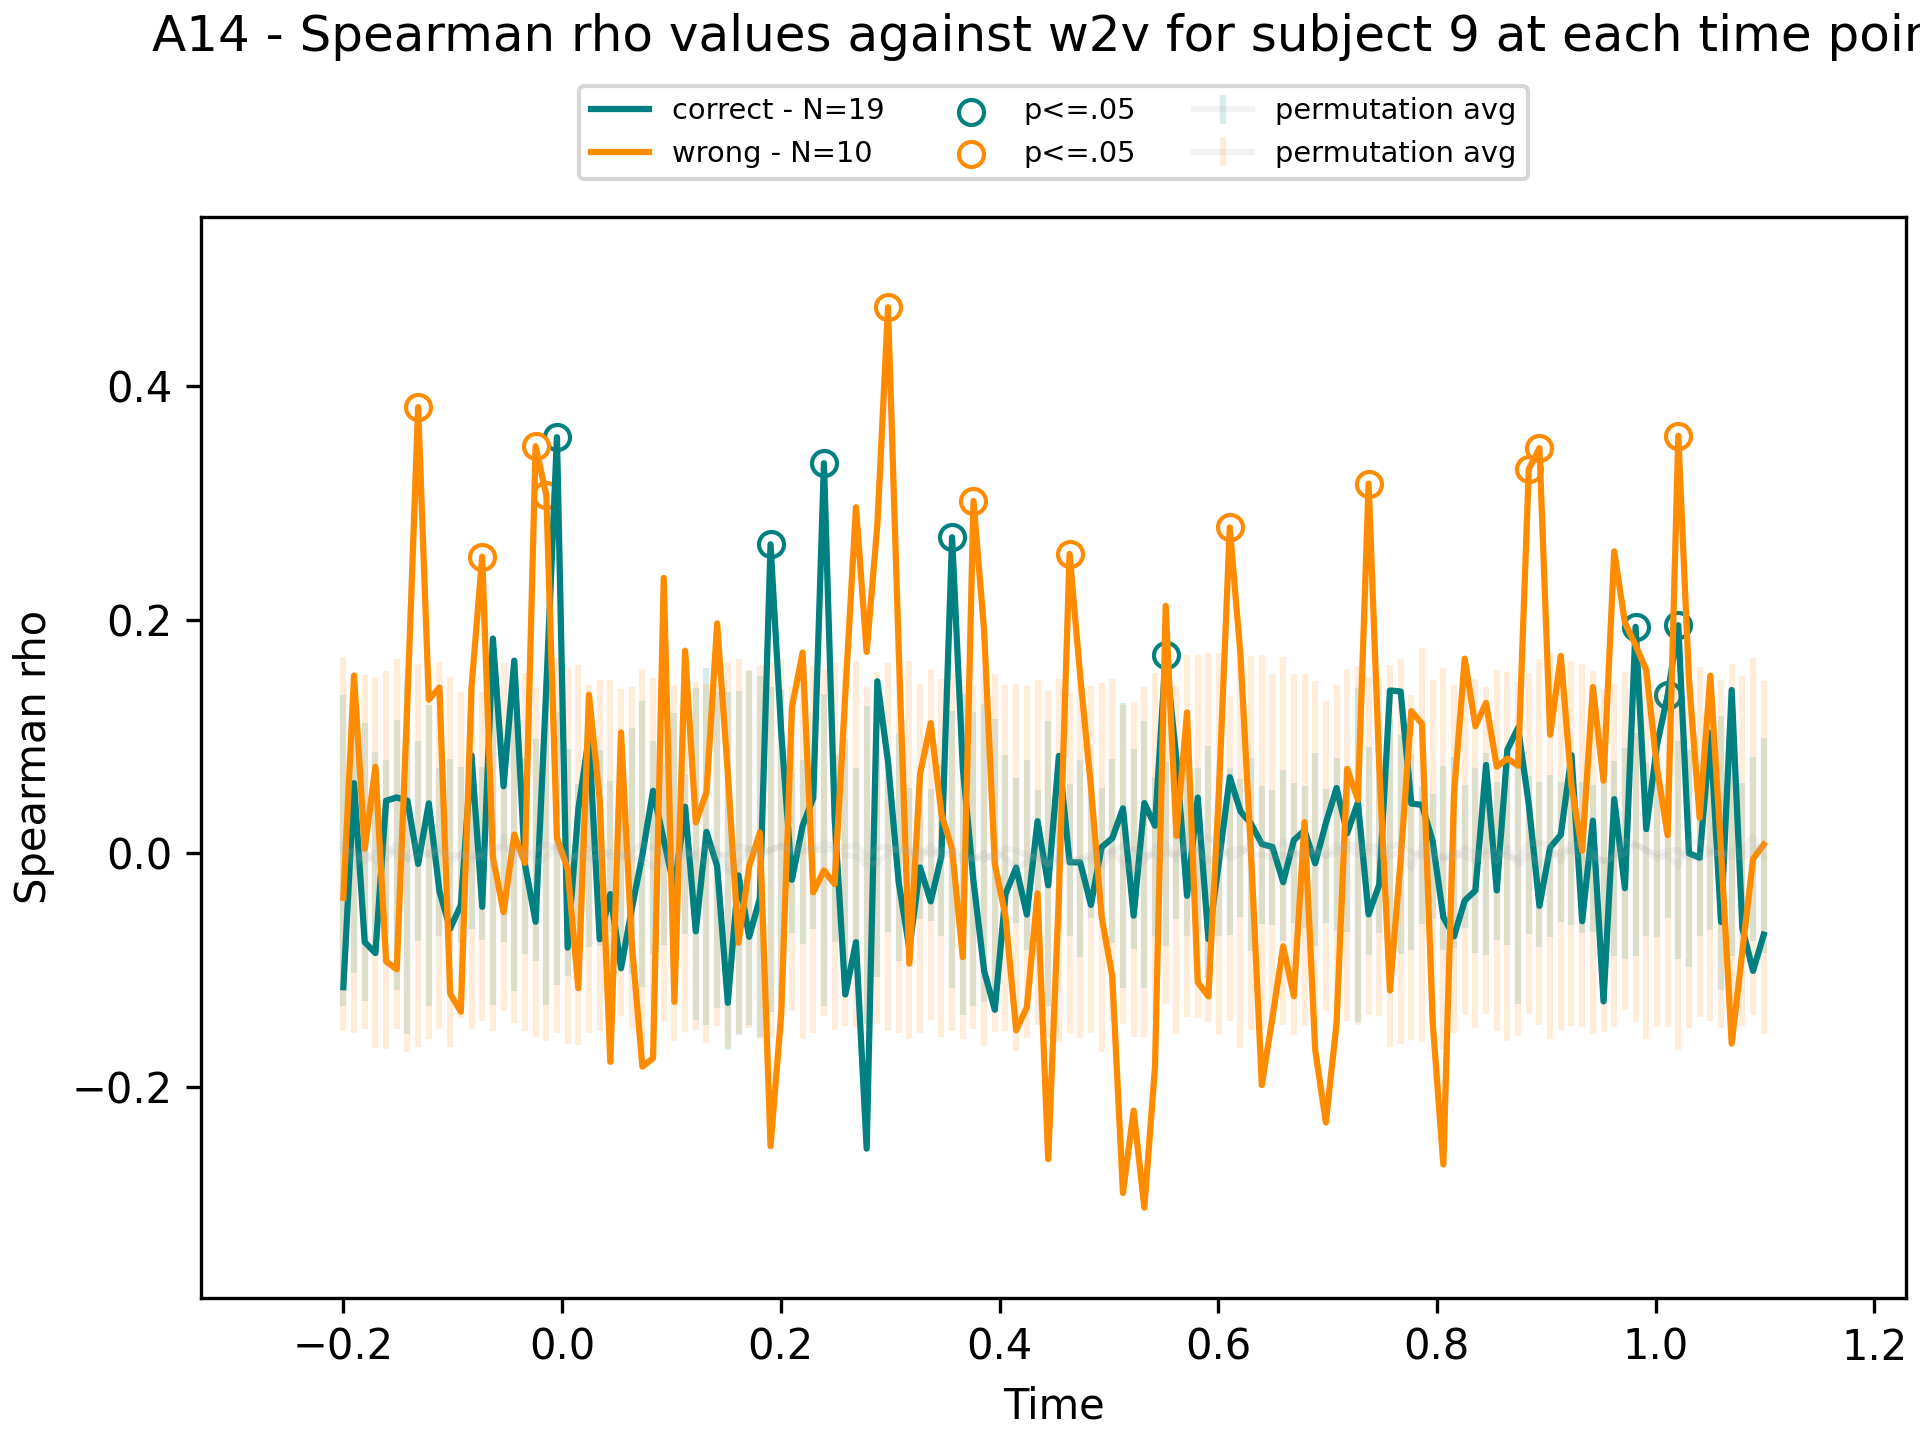 A14 - Spearman rho values against w2v for subject 9 at each time poin
correct - N=19 p<=.05 permutation avg
wrong - N=10 p<=.05 permutation avg
0.4
0.2
0.0
−0.2
Spearman rho
−0.2 0.0 0.2 0.4 0.6 0.8 1.0 1.2
Time